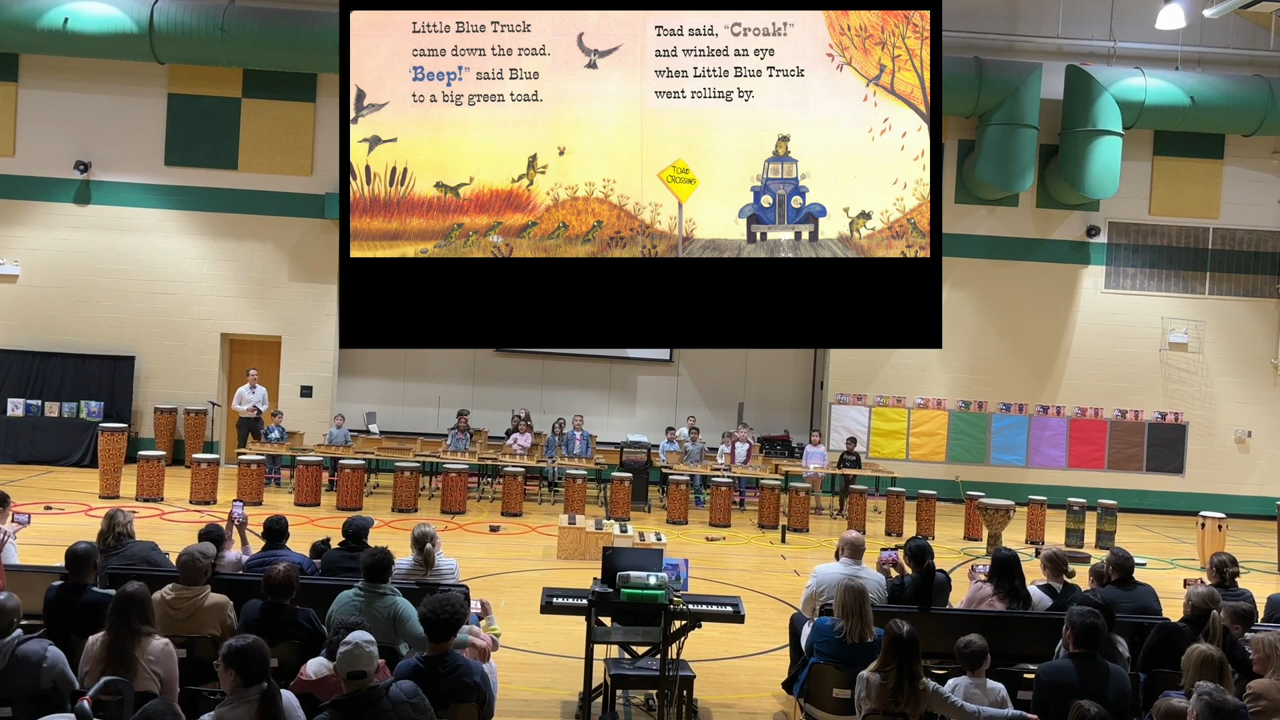 Little Blue Truck
came down the road.
"Beep!" said Blue
to a big green toad.
Toad said, "Croak!"
and winked an eye
when Little Blue Truck
went rolling by.
TOAD
CROSSING